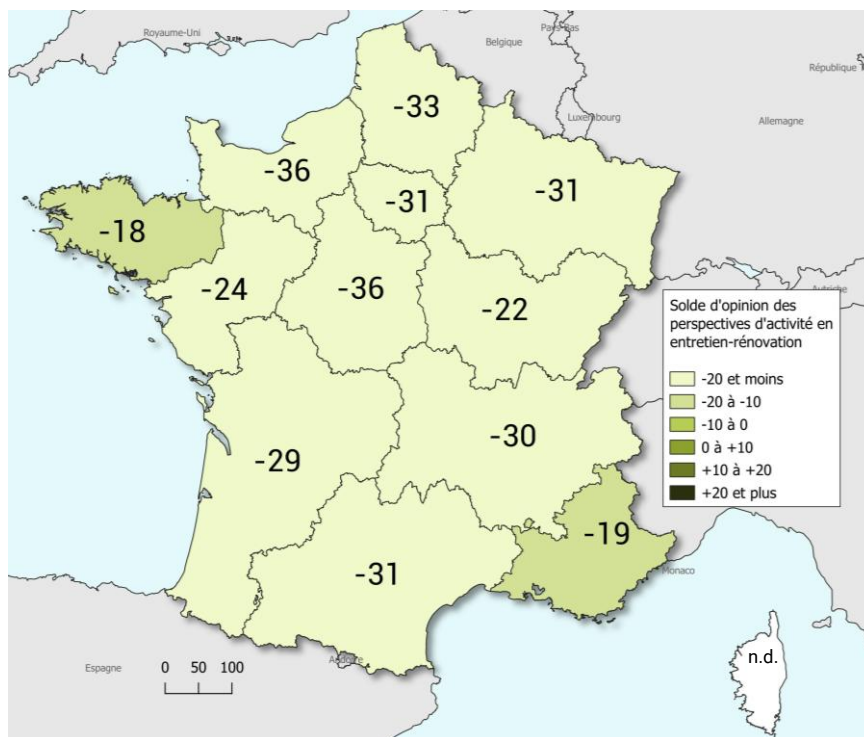 Royaume-Uni
Pays-Bas
Belgique
République
Luxembourg
Allemagne
-33
-36
-31
-31
-18
-24
-36
-22
Autriche
Solde d'opinion des
perspectives d'activité en
entretien-rénovation
-20 et moins
-20 à -10
-10 à 0
0 à +10
+10 à +20
+20 et plus
-29
-30
-19
-31
Monaco
n.d.
Andorre
Espagne
0 50 100